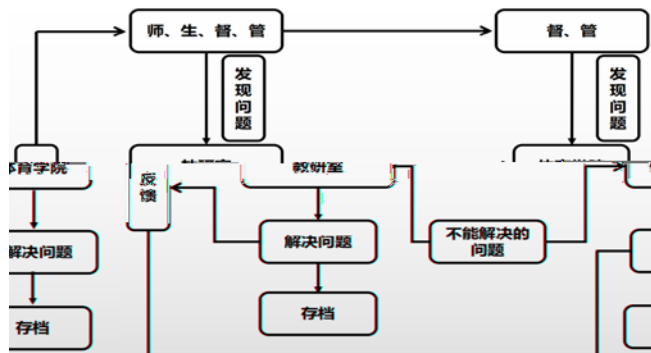 师、生、督、管
督、管
发现问题
发现问题
体育学院
反馈
教研室
解决问题
解决问题
不能解决的
问题
存档
存档